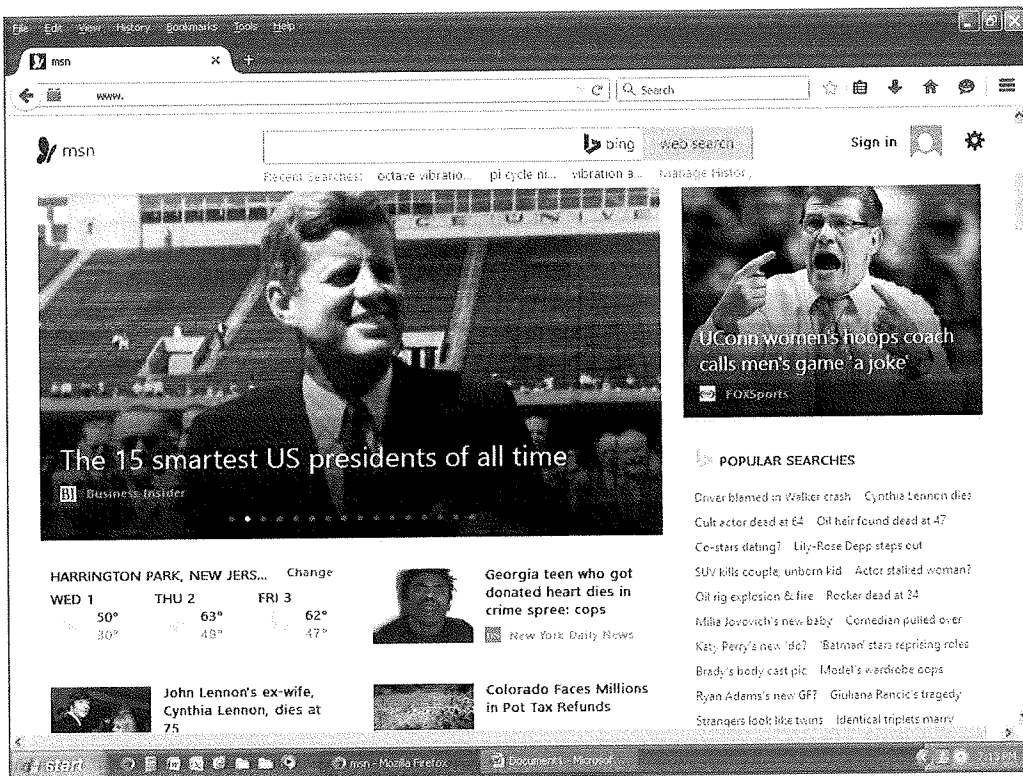 File Edit View History Bookmarks Tools Help
msn
www.
Search
msn
bing web search
Sign in
Recent Searches: octave vibratio... pi cycle ni... vibration a... Manage History
CE UNIVE
The 15 smartest US presidents of all time
BI Business Insider
UConn women's hoops coach
calls men's game 'a joke'
FOXSports
POPULAR SEARCHES
Driver blamed in Walker crash Cynthia Lennon dies
Cult actor dead at 64 Oil heir found dead at 47
Co-stars dating? Lily-Rose Depp steps out
SUV kills couple, unborn kid Actor stalked woman?
Oil rig explosion & fire Rocker dead at 34
Milla Jovovich's new baby Comedian pulled over
Katy Perry's new 'do? 'Batman' stars reprising roles
Brady's body cast pic Model's wardrobe oops
Ryan Adams's new GF? Giuliana Rancic's tragedy
Strangers look like twins Identical triplets marry
HARRINGTON PARK, NEW JERS... Change
WED 1 THU 2 FRI 3
50° 63° 62°
30° 48° 47°
Georgia teen who got
donated heart dies in
crime spree: cops
New York Daily News
John Lennon's ex-wife,
Cynthia Lennon, dies at
75
Colorado Faces Millions
in Pot Tax Refunds
start
msn - Mozilla Firefox
Document1 - Microsof...
7:13 PM